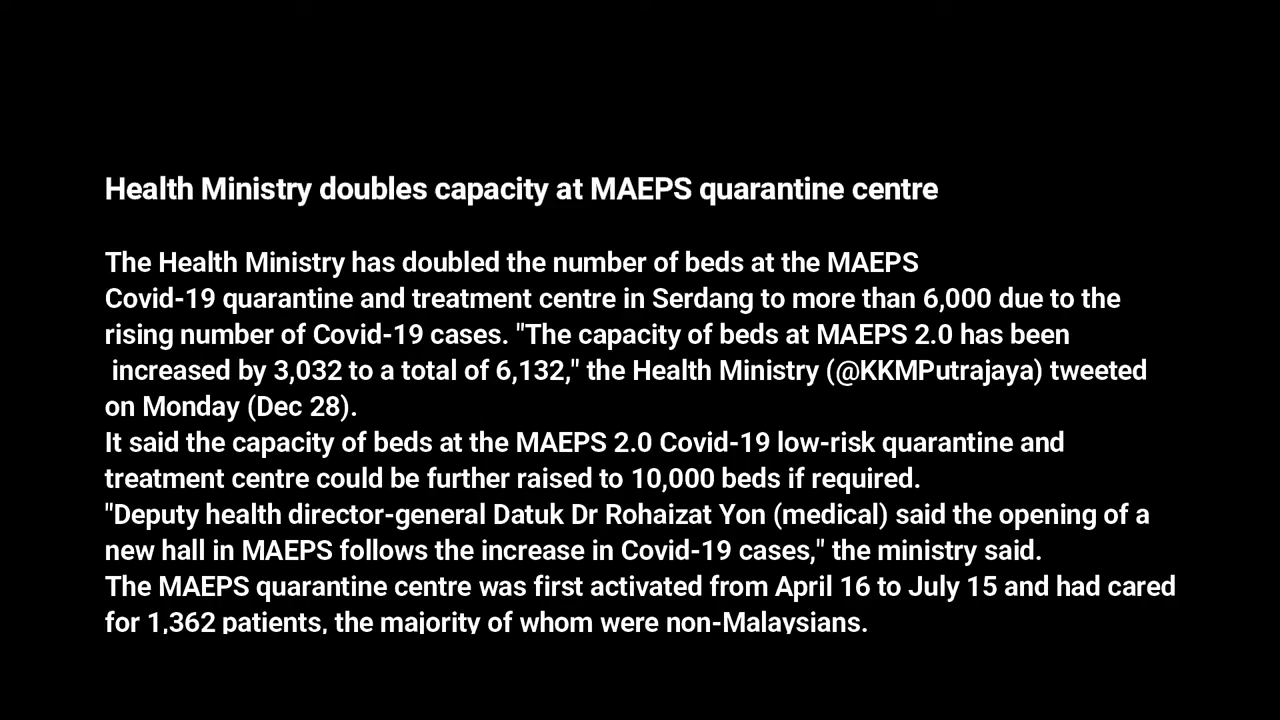 Health Ministry doubles capacity at MAEPS quarantine centre
The Health Ministry has doubled the number of beds at the MAEPS
Covid-19 quarantine and treatment centre in Serdang to more than 6,000 due to the
rising number of Covid-19 cases. "The capacity of beds at MAEPS 2.0 has been
increased by 3,032 to a total of 6,132," the Health Ministry (@KKMPutrajaya) tweeted
on Monday (Dec 28).
It said the capacity of beds at the MAEPS 2.0 Covid-19 low-risk quarantine and
treatment centre could be further raised to 10,000 beds if required.
"Deputy health director-general Datuk Dr Rohaizat Yon (medical) said the opening of a
new hall in MAEPS follows the increase in Covid-19 cases," the ministry said.
The MAEPS quarantine centre was first activated from April 16 to July 15 and had cared
for 1,362 patients, the majority of whom were non-Malaysians.